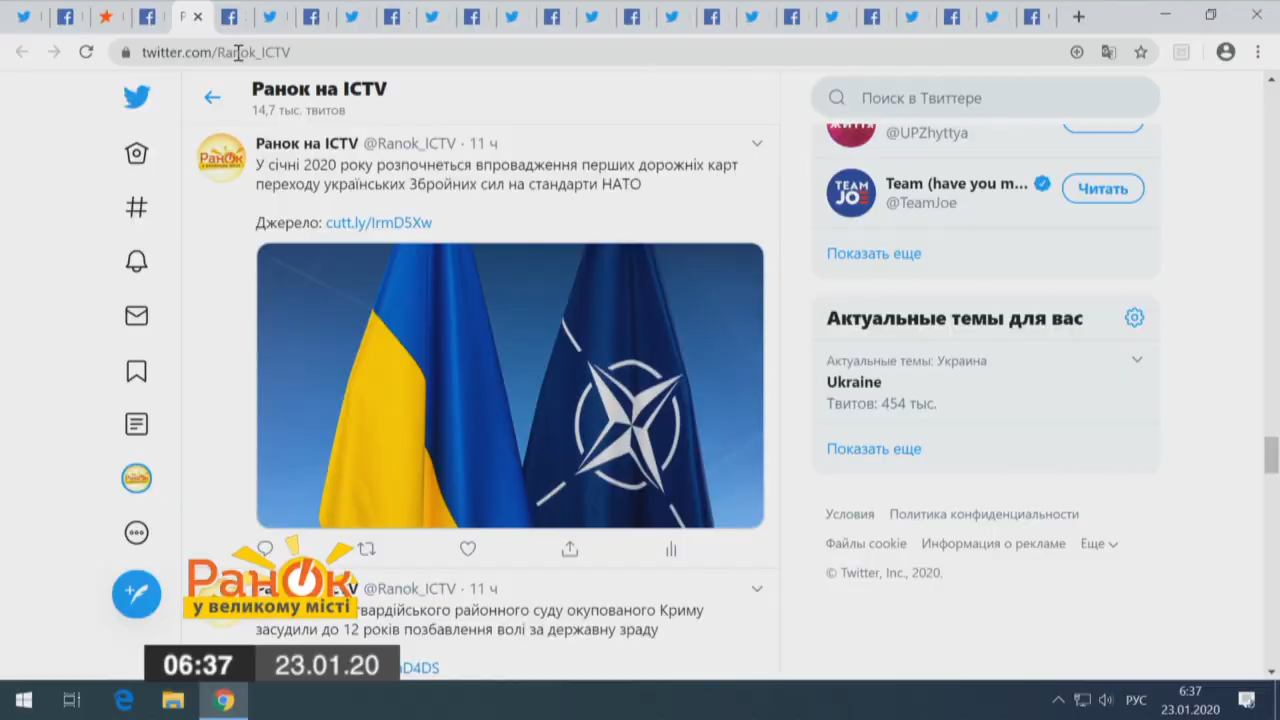 twitter.com/Ranok_ICTV
Ранок на ICTV
14,7 тыс. твитов
Ранок на ICTV @Ranok_ICTV · 11 ч
У січні 2020 року розпочнеться впровадження перших дорожніх карт
переходу українських Збройних сил на стандарти НАТО
Джерело: cutt.ly/IrmD5Xw
@Ranok_ICTV · 11 ч
гвардійського районного суду окупованого Криму
засудили до 12 років позбавлення волі за державну зраду
D4DS
Ранок
у великому місті
06:37 23.01.20
Поиск в Твиттере
@UPZhyttya
TEAM
JOE
Team (have you m...
@TeamJoe
Читать
Показать еще
Актуальные темы для вас
Актуальные темы: Украина
Ukraine
Твитов: 454 тыс.
Показать еще
Условия Политика конфиденциальности
Файлы cookie Информация о рекламе Еще
© Twitter, Inc., 2020.
РУС
6:37
23.01.2020